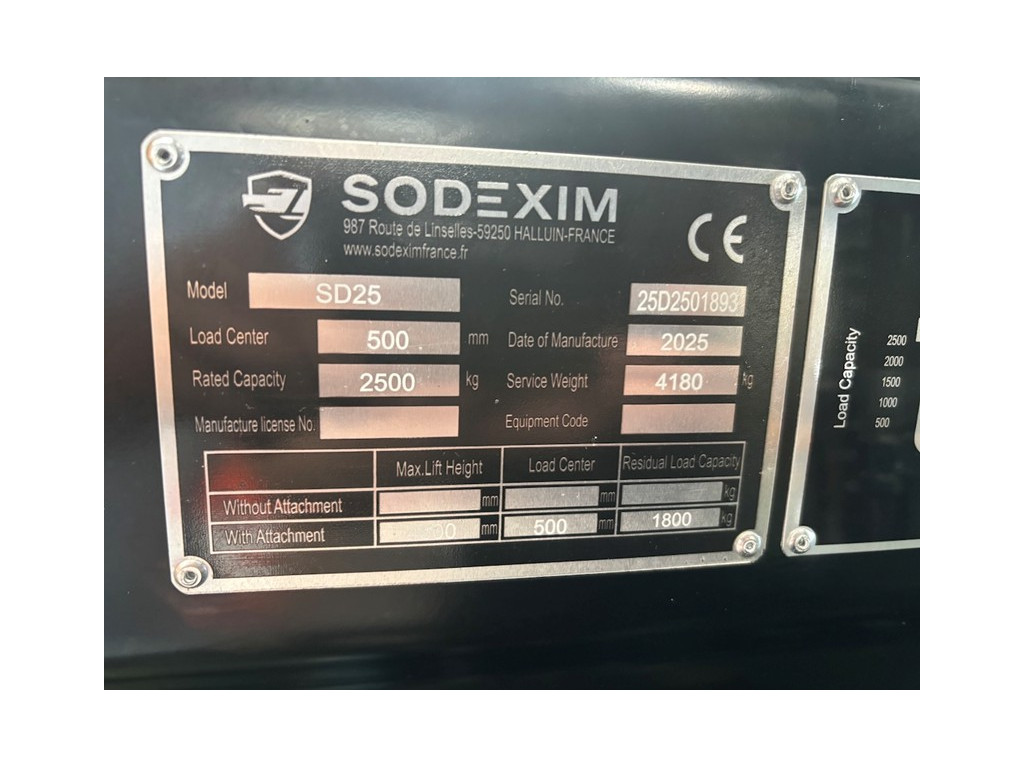 SODEXIM
987 Route de Linselles-59250 HALLUIN-FRANCE
www.sodeximfrance.fr
CE
Model SD25 Serial No. 25D2501893
Load Center 500 mm Date of Manufacture 2025
Rated Capacity 2500 kg Service Weight 4180 kg
Manufacture license No. Equipment Code
Max.Lift Height Load Center Residual Load Capacity
Without Attachment mm mm kg
With Attachment mm 500 mm 1800 kg
Load Capacity
2500
2000
1500
1000
500